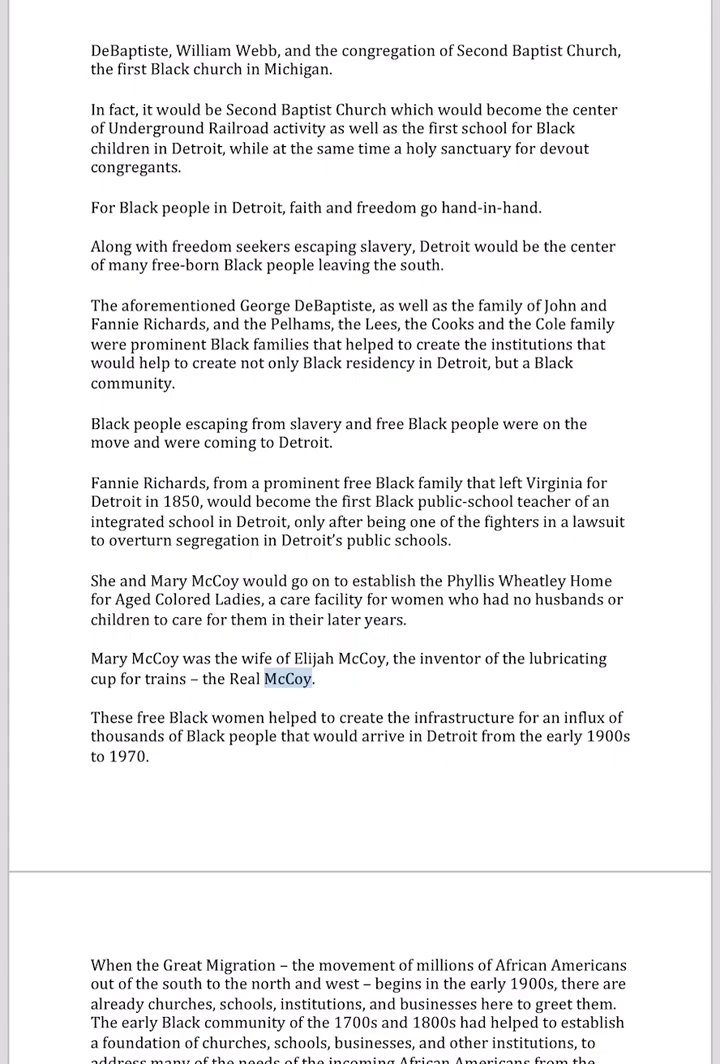 DeBaptiste, William Webb, and the congregation of Second Baptist Church,
the first Black church in Michigan.
In fact, it would be Second Baptist Church which would become the center
of Underground Railroad activity as well as the first school for Black
children in Detroit, while at the same time a holy sanctuary for devout
congregants.
For Black people in Detroit, faith and freedom go hand-in-hand.
Along with freedom seekers escaping slavery, Detroit would be the center
of many free-born Black people leaving the south.
The aforementioned George DeBaptiste, as well as the family of John and
Fannie Richards, and the Pelhams, the Lees, the Cooks and the Cole family
were prominent Black families that helped to create the institutions that
would help to create not only Black residency in Detroit, but a Black
community.
Black people escaping from slavery and free Black people were on the
move and were coming to Detroit.
Fannie Richards, from a prominent free Black family that left Virginia for
Detroit in 1850, would become the first Black public-school teacher of an
integrated school in Detroit, only after being one of the fighters in a lawsuit
to overturn segregation in Detroit's public schools.
She and Mary McCoy would go on to establish the Phyllis Wheatley Home
for Aged Colored Ladies, a care facility for women who had no husbands or
children to care for them in their later years.
Mary McCoy was the wife of Elijah McCoy, the inventor of the lubricating
cup for trains – the Real McCoy.
These free Black women helped to create the infrastructure for an influx of
thousands of Black people that would arrive in Detroit from the early 1900s
to 1970.
When the Great Migration – the movement of millions of African Americans
out of the south to the north and west – begins in the early 1900s, there are
already churches, schools, institutions, and businesses here to greet them.
The early Black community of the 1700s and 1800s had helped to establish
a foundation of churches, schools, businesses, and other institutions, to
address many of the needs of the incoming African Americans from the